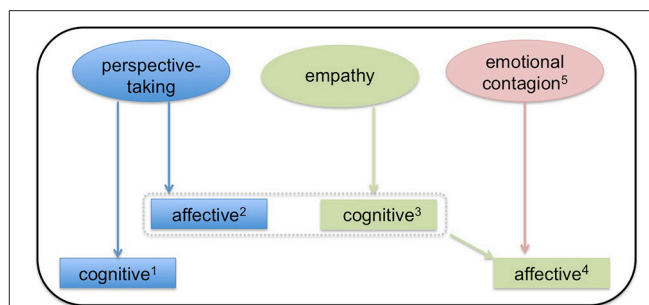 perspective-
taking
empathy
emotional
contagion⁵
affective²
cognitive³
cognitive¹
affective⁴